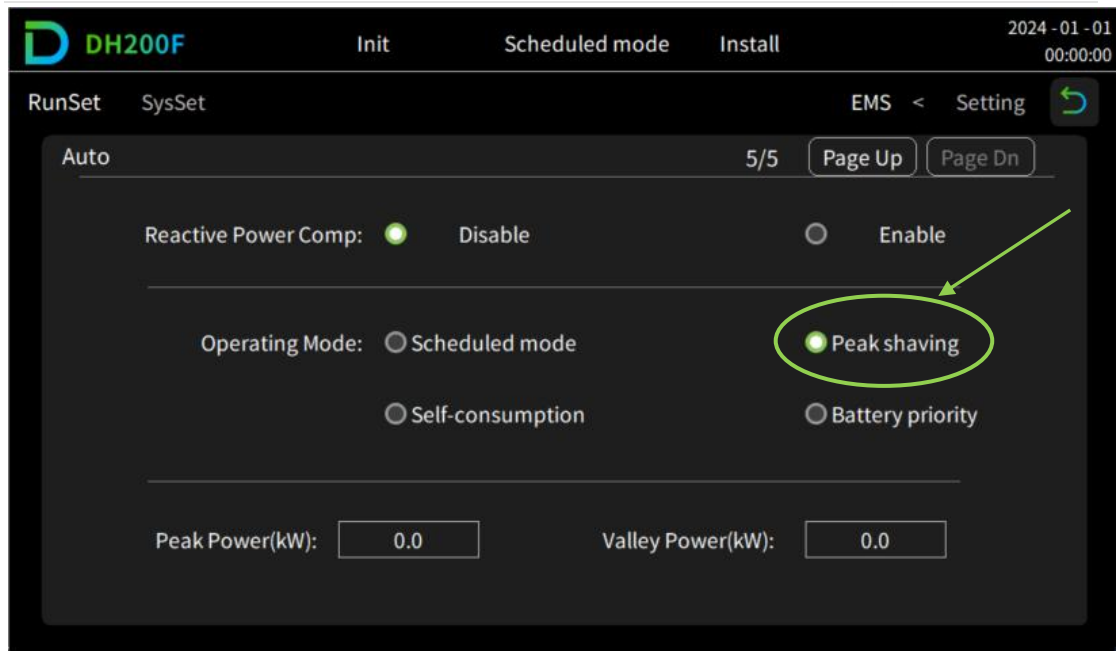 DH200F Init Scheduled mode Install 2024 - 01 - 01
00:00:00
RunSet SysSet EMS < Setting
Auto 5/5 Page Up Page Dn
Reactive Power Comp: Disable Enable
Operating Mode: Scheduled mode Peak shaving
Self-consumption Battery priority
Peak Power(kW): 0.0 Valley Power(kW): 0.0